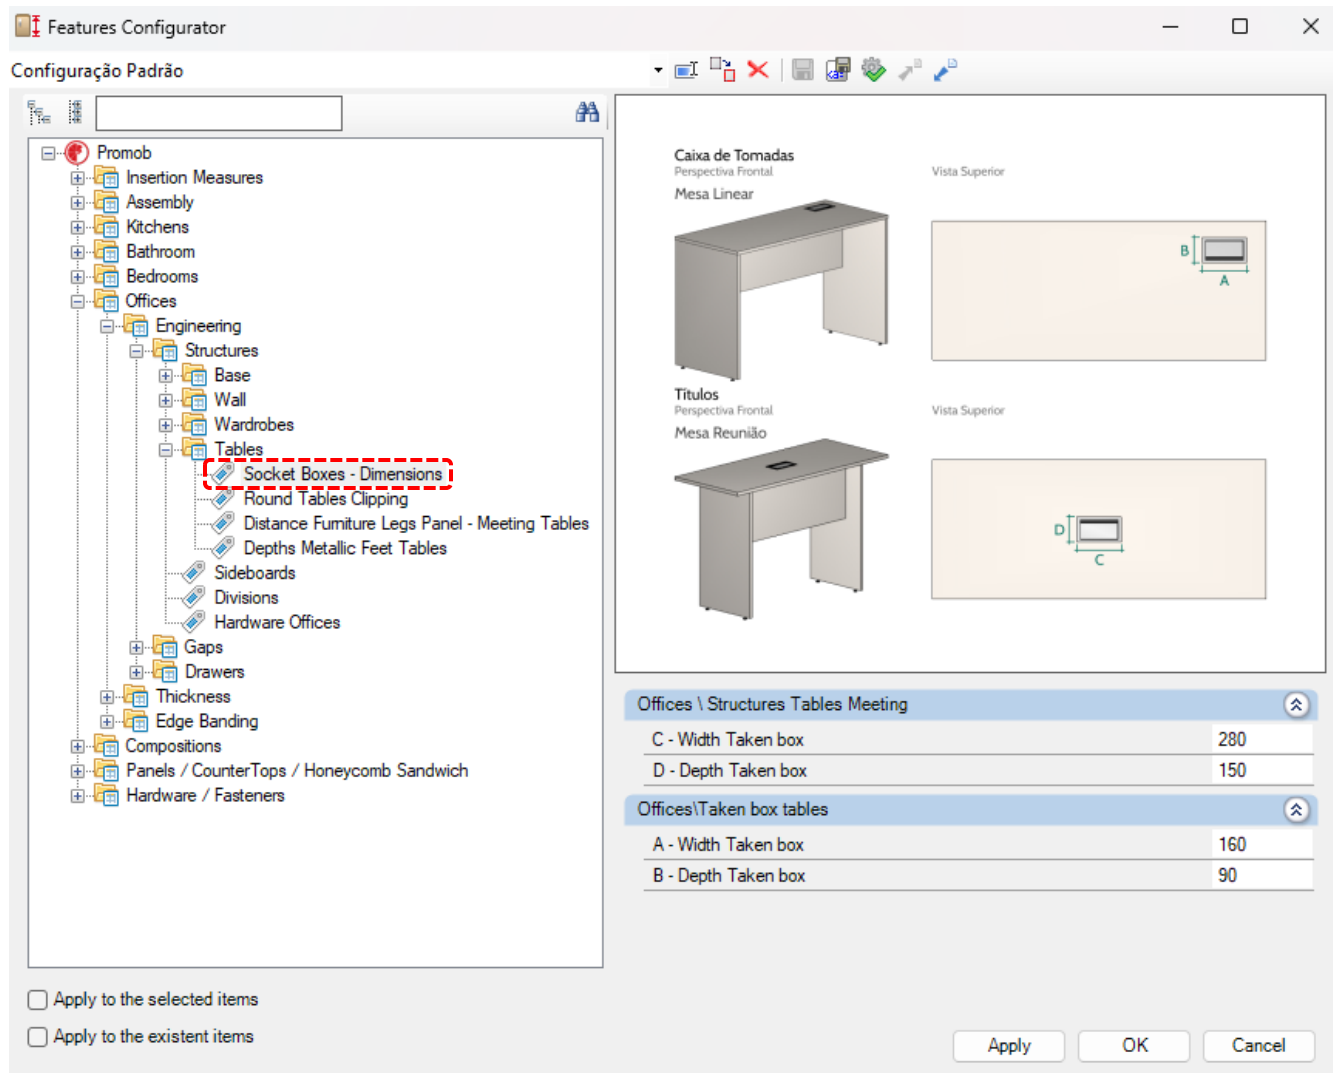 Features Configurator
Configuração Padrão
Promob
Insertion Measures
Assembly
Kitchens
Bathroom
Bedrooms
Offices
Engineering
Structures
Base
Wall
Wardrobes
Tables
Socket Boxes - Dimensions
Round Tables Clipping
Distance Furniture Legs Panel - Meeting Tables
Depths Metallic Feet Tables
Sideboards
Divisions
Hardware Offices
Gaps
Drawers
Thickness
Edge Banding
Compositions
Panels / CounterTops / Honeycomb Sandwich
Hardware / Fasteners
Caixa de Tomadas
Perspectiva Frontal
Vista Superior
Mesa Linear
B
A
Títulos
Perspectiva Frontal
Vista Superior
Mesa Reunião
D
C
Offices \ Structures Tables Meeting
C - Width Taken box 280
D - Depth Taken box 150
Offices\Taken box tables
A - Width Taken box 160
B - Depth Taken box 90
Apply to the selected items
Apply to the existent items
Apply OK Cancel